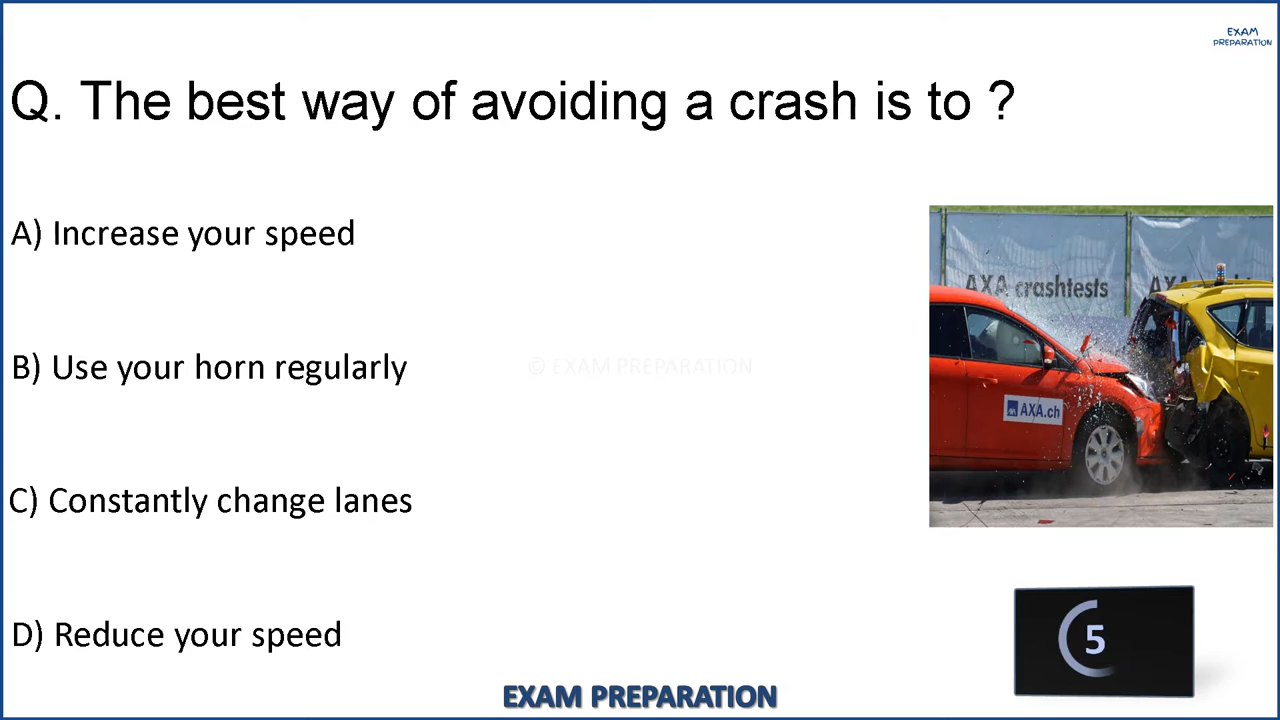 EXAM
PREPARATION
Q. The best way of avoiding a crash is to ?
A) Increase your speed
B) Use your horn regularly
C) Constantly change lanes
D) Reduce your speed
© EXAM PREPARATION
AXA crashtests
AXA.ch
5
EXAM PREPARATION